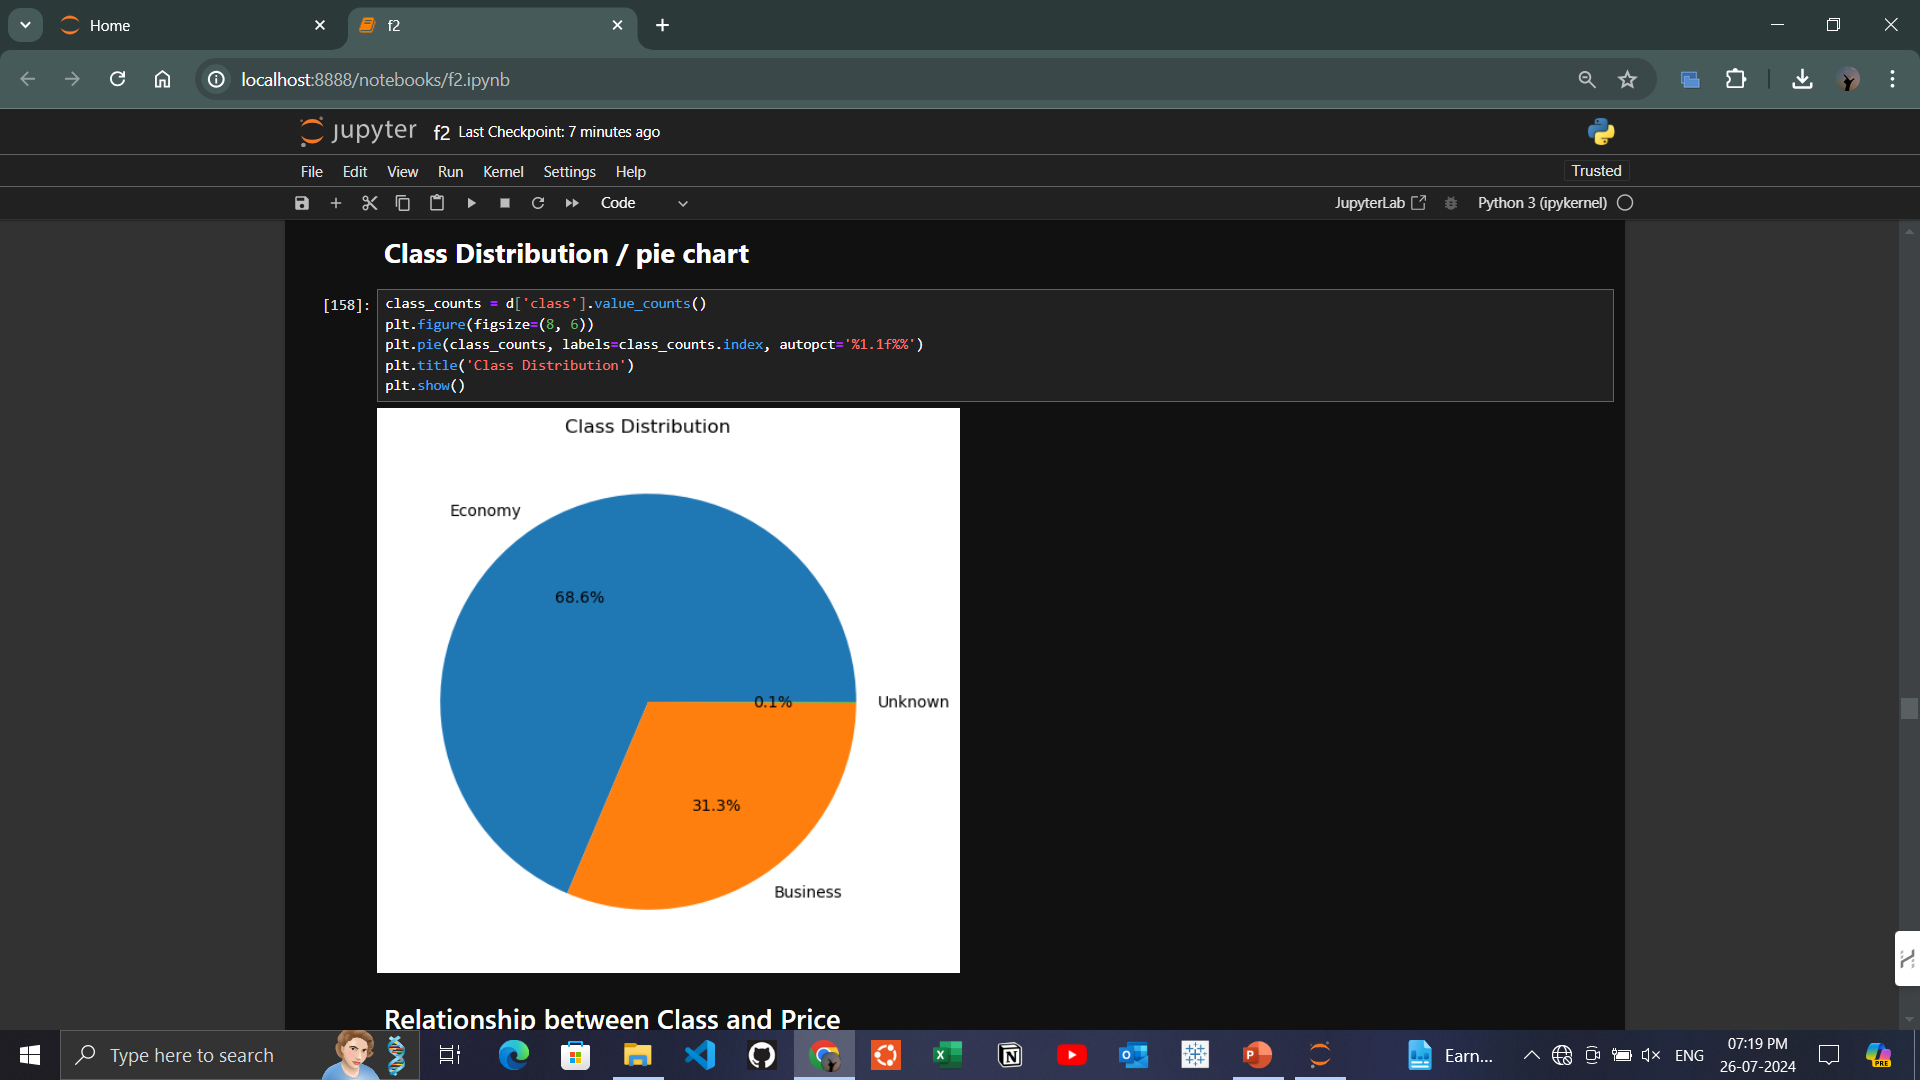 Home
f2
localhost:8888/notebooks/f2.ipynb
jupyter f2 Last Checkpoint: 7 minutes ago
File Edit View Run Kernel Settings Help Trusted
Code JupyterLab Python 3 (ipykernel)
Class Distribution / pie chart
[158]: class_counts = d['class'].value_counts()
plt.figure(figsize=(8, 6))
plt.pie(class_counts, labels=class_counts.index, autopct='%1.1f%%')
plt.title('Class Distribution')
plt.show()
Class Distribution
Economy
68.6%
0.1% Unknown
31.3%
Business
Relationship between Class and Price
Type here to search
Earn...
ENG
07:19 PM
26-07-2024
PRE